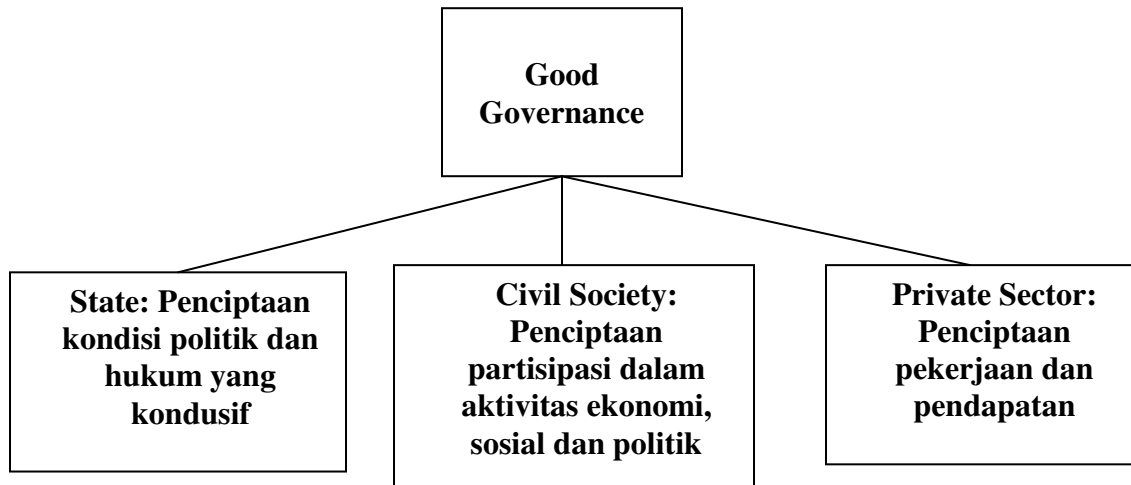 Good
Governance
State: Penciptaan
kondisi politik dan
hukum yang
kondusif
Civil Society:
Penciptaan
partisipasi dalam
aktivitas ekonomi,
sosial dan politik
Private Sector:
Penciptaan
pekerjaan dan
pendapatan